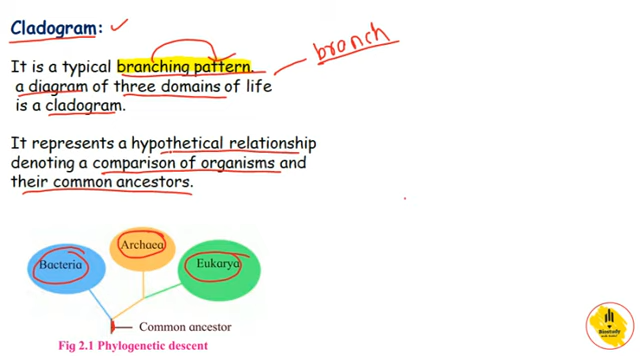 Cladogram:
branch
It is a typical branching pattern.
a diagram of three domains of life
is a cladogram.
It represents a hypothetical relationship
denoting a comparison of organisms and
their common ancestors.
Archaea
Bacteria
Eukarya
Common ancestor
Fig 2.1 Phylogenetic descent